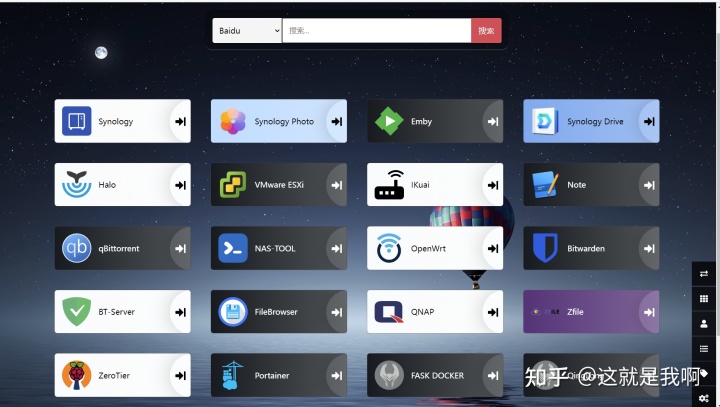 Baidu
搜索...
搜索
Synology
Synology Photo
Emby
Synology Drive
Halo
VMware ESXi
IKuai
Note
qBittorrent
NAS-TOOL
OpenWrt
Bitwarden
BT-Server
FileBrowser
QNAP
Zfile
ZeroTier
Portainer
FASK DOCKER
知乎 @这就是我啊